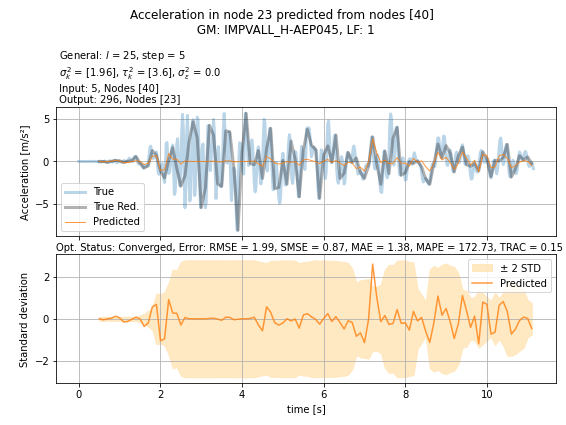 Acceleration in node 23 predicted from nodes [40]
GM: IMPVALL_H-AEP045, LF: 1
General: l = 25, step = 5
σ²ₖ = [1.96], τ²ₖ = [3.6], σ²ε = 0.0
Input: 5, Nodes [40]
Output: 296, Nodes [23]
Acceleration [m/s²]
5
0
−5
True
True Red.
Predicted
Opt. Status: Converged, Error: RMSE = 1.99, SMSE = 0.87, MAE = 1.38, MAPE = 172.73, TRAC = 0.15
Standard deviation
2
0
−2
± 2 STD
Predicted
0 2 4 6 8 10
time [s]